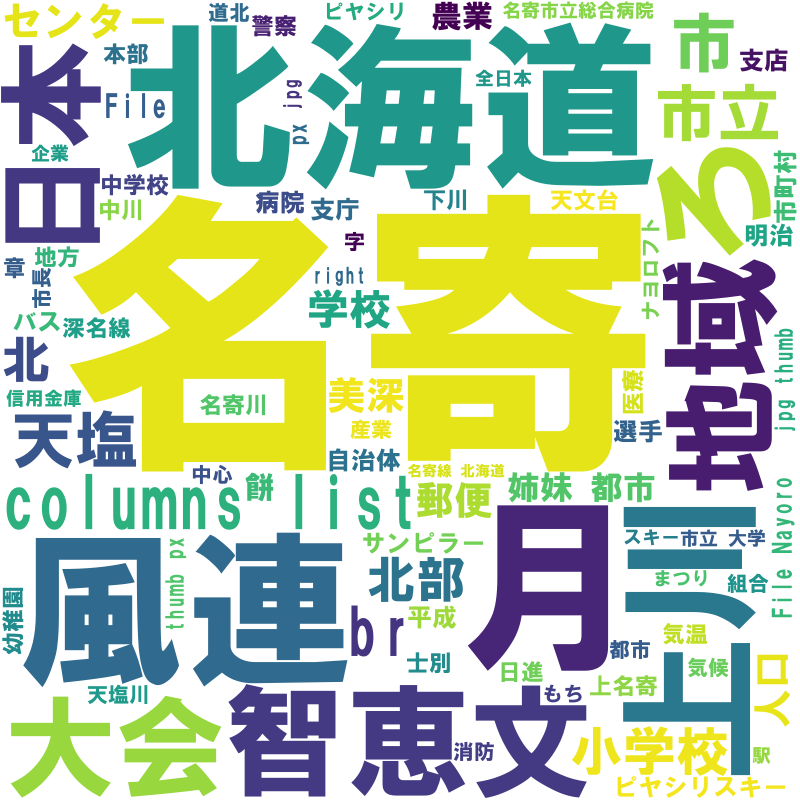 センター
道北
警察
ピヤシリ
農業
名寄市立総合病院
市
支店
本部
北海道
全日本
日本
File
px jpg
市立
企業
中学校
中川
病院
支庁
下川
天文台
ろ
市町村
明治
名寄
字
地方
章
市長
right
学校
ナヨロフト
地域
バス
深名線
北
信用金庫
名寄川
美深
医療
jpg thumb
天塩
産業
選手
自治体
中心
名寄線 北海道
columns list
餅
郵便
姉妹 都市
File Nayoro
月
上川
スキー
市立 大学
風連
thumb px
サンピラー
北部
まつり
組合
幼稚園
br
平成
気温
士別
都市
気候
人口
日進
上名寄
天塩川
智恵文
もち
大会
消防
小学校
駅
ピヤシリスキー